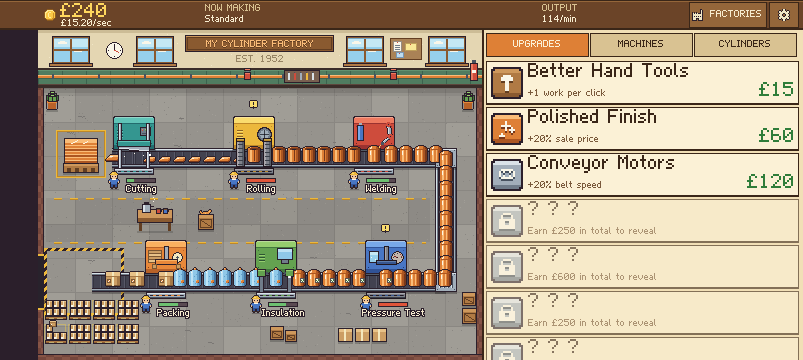 £240
£15.20/sec
NOW MAKING
Standard
OUTPUT
114/min
FACTORIES
MY CYLINDER FACTORY
EST. 1952
UPGRADES
MACHINES
CYLINDERS
Better Hand Tools
+1 work per click
£15
Polished Finish
+20% sale price
£60
Conveyor Motors
+20% belt speed
£120
? ? ?
Earn £250 in total to reveal
? ? ?
Earn £600 in total to reveal
? ? ?
Earn £250 in total to reveal
? ? ?
!
Cutting
Rolling
Welding
!
Packing
Insulation
Pressure Test